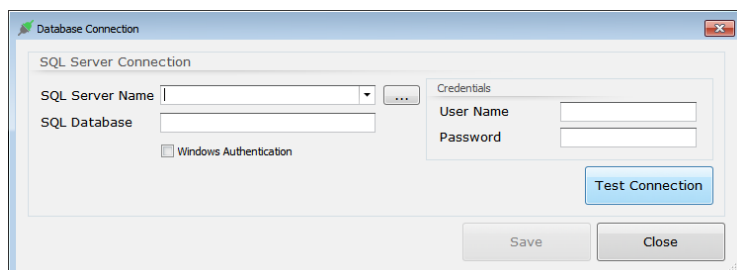 Database Connection
SQL Server Connection
SQL Server Name
...
SQL Database
Windows Authentication
Credentials
User Name
Password
Test Connection
Save
Close